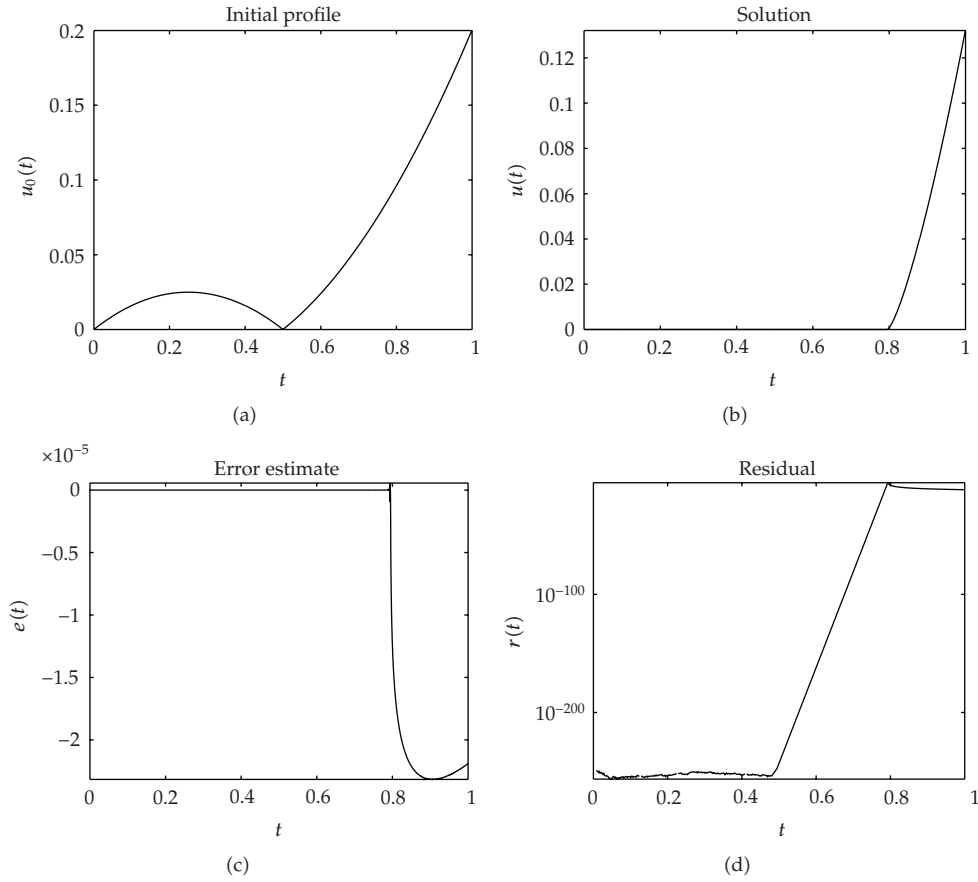 Initial profile
0.2
0.15
0.1
0.05
0
u₀(t)
0 0.2 0.4 0.6 0.8 1
t
(a)
Solution
0.12
0.1
0.08
0.06
0.04
0.02
0
u(t)
0 0.2 0.4 0.6 0.8 1
t
(b)
×10⁻⁵
Error estimate
0
−0.5
−1
−1.5
−2
e(t)
0 0.2 0.4 0.6 0.8 1
t
(c)
Residual
10⁻¹⁰⁰
10⁻²⁰⁰
r(t)
0 0.2 0.4 0.6 0.8 1
t
(d)